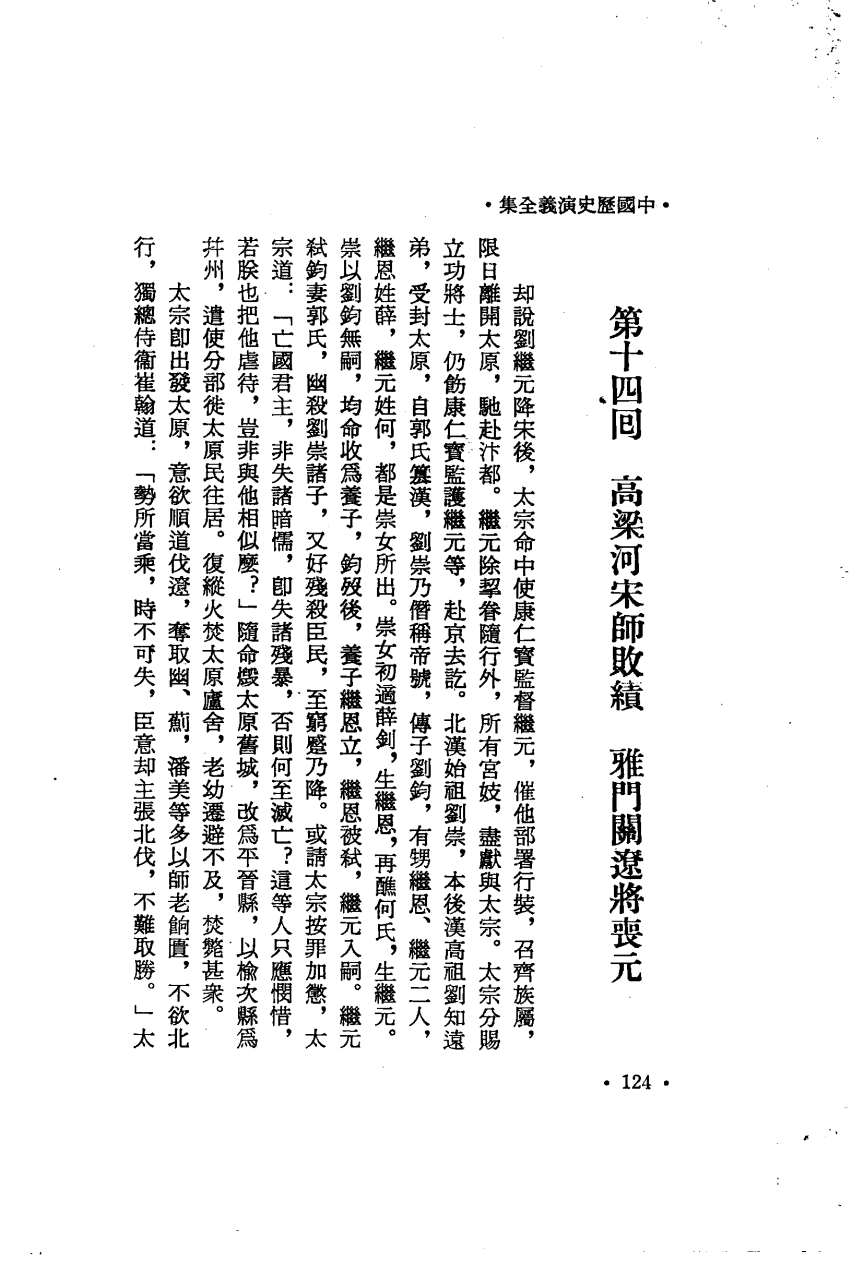 •中國歷史演義全集•
第十四回　高梁河宋師敗績　雅門關遼將喪元
却說劉繼元降宋後，太宗命中使康仁寶監督繼元，催他部署行裝，召齊族屬，
限日離開太原，馳赴汴都。繼元除挈眷隨行外，所有宮妓，盡獻與太宗。太宗分賜
立功將士，仍飭康仁寶監護繼元等，赴京去訖。北漢始祖劉崇，本後漢高祖劉知遠
弟，受封太原，自郭氏篡漢，劉崇乃僭稱帝號，傳子劉鈞，有甥繼恩、繼元二人，
繼恩姓薛，繼元姓何，都是崇女所出。崇女初適薛釗，生繼恩，再醮何氏，生繼元。
崇以劉鈞無嗣，均命收爲養子，鈞歿後，養子繼恩立，繼恩被弒，繼元入嗣。繼元
弒鈞妻郭氏，幽殺劉崇諸子，又好殘殺臣民，至窮蹙乃降。或請太宗按罪加懲，太
宗道：「亡國君主，非失諸暗懦，卽失諸殘暴，否則何至滅亡？這等人只應憫惜，
若朕也把他虐待，豈非與他相似麼？」隨命燬太原舊城，改爲平晉縣，以榆次縣爲
幷州，遣使分部徙太原民往居。復縱火焚太原廬舍，老幼遷避不及，焚斃甚衆。
太宗卽出發太原，意欲順道伐遼，奪取幽、薊，潘美等多以師老餉匱，不欲北
行，獨總侍衞崔翰道：「勢所當乘，時不可失，臣意却主張北伐，不難取勝。」太
•124•